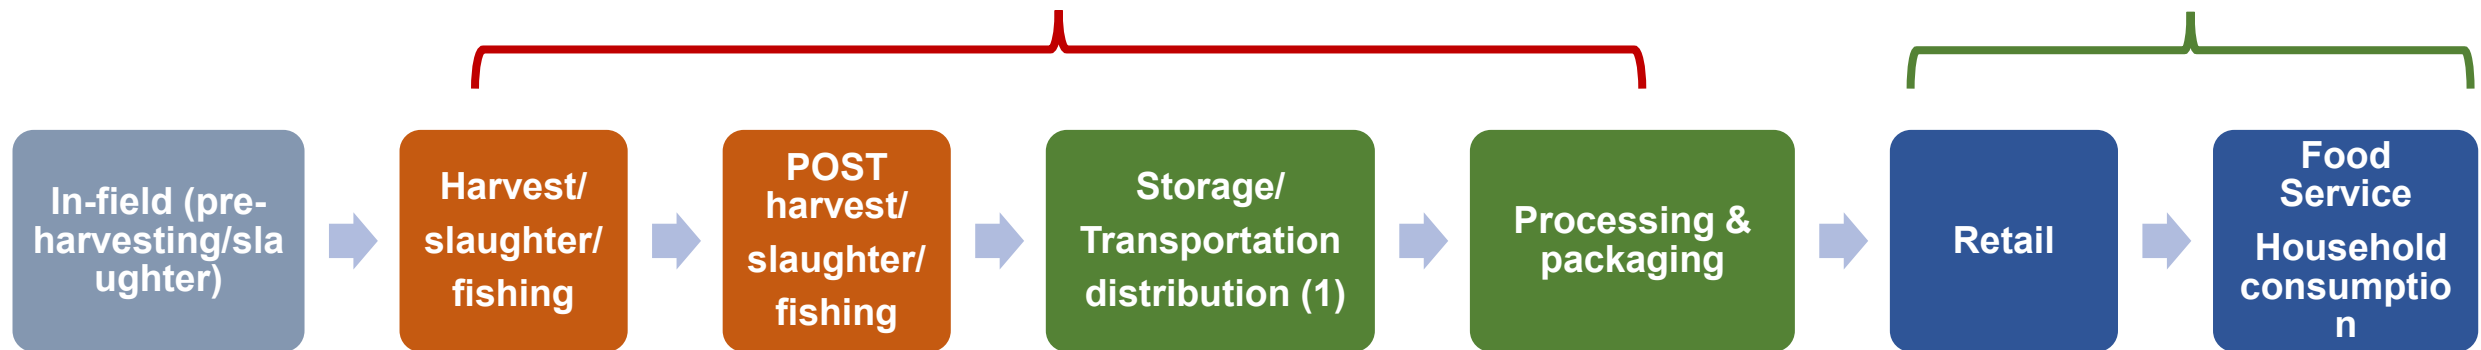 In-field (pre-
harvesting/sla
ughter)
Harvest/
slaughter/
fishing
POST
harvest/
slaughter/
fishing
Storage/
Transportation
distribution (1)
Processing &
packaging
Retail
Food
Service
Household
consumptio
n